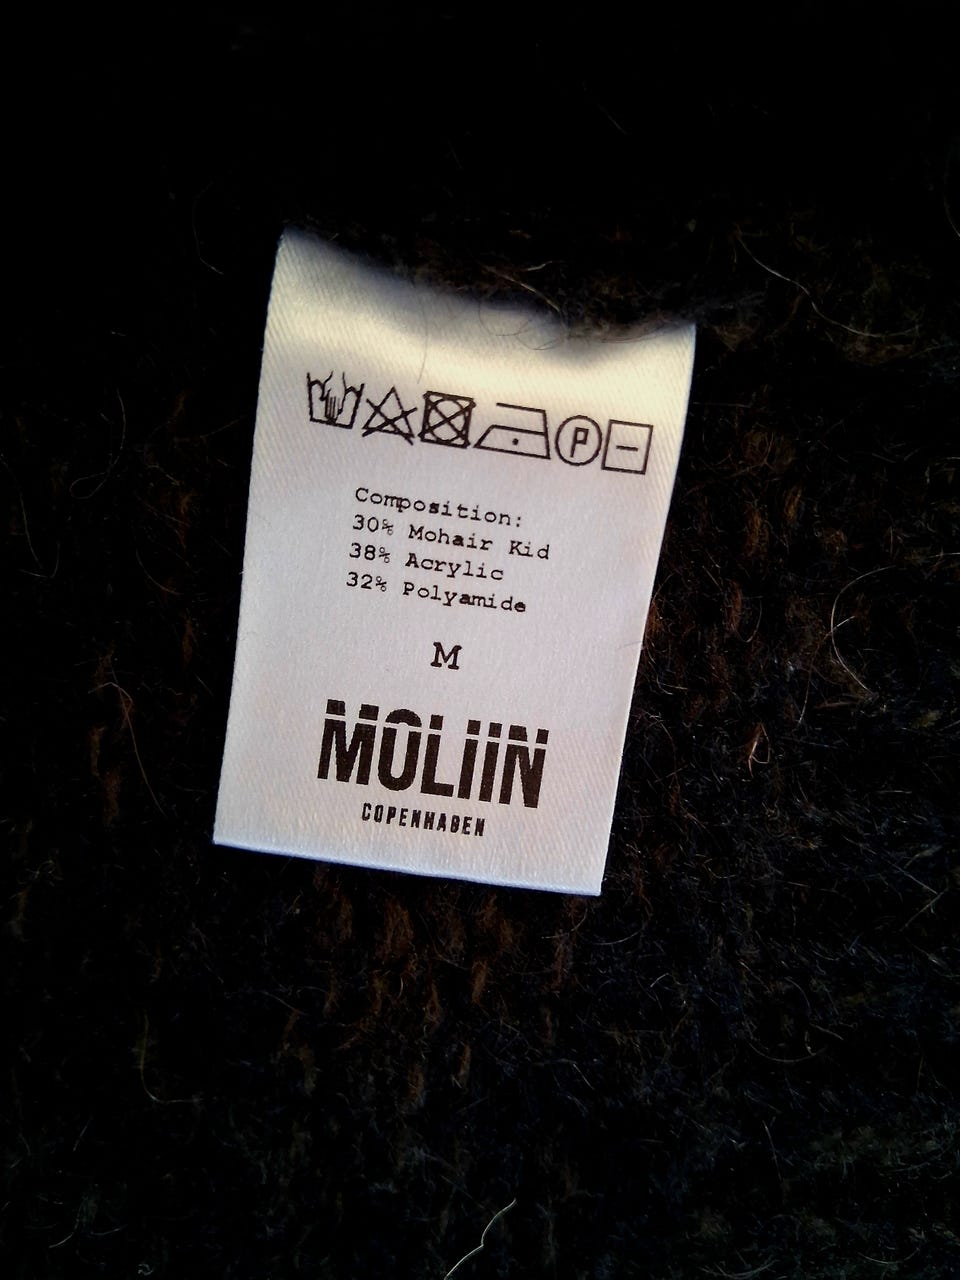 P
Composition:
30% Mohair Kid
38% Acrylic
32% Polyamide
M
MOLIIN
COPENHAGEN